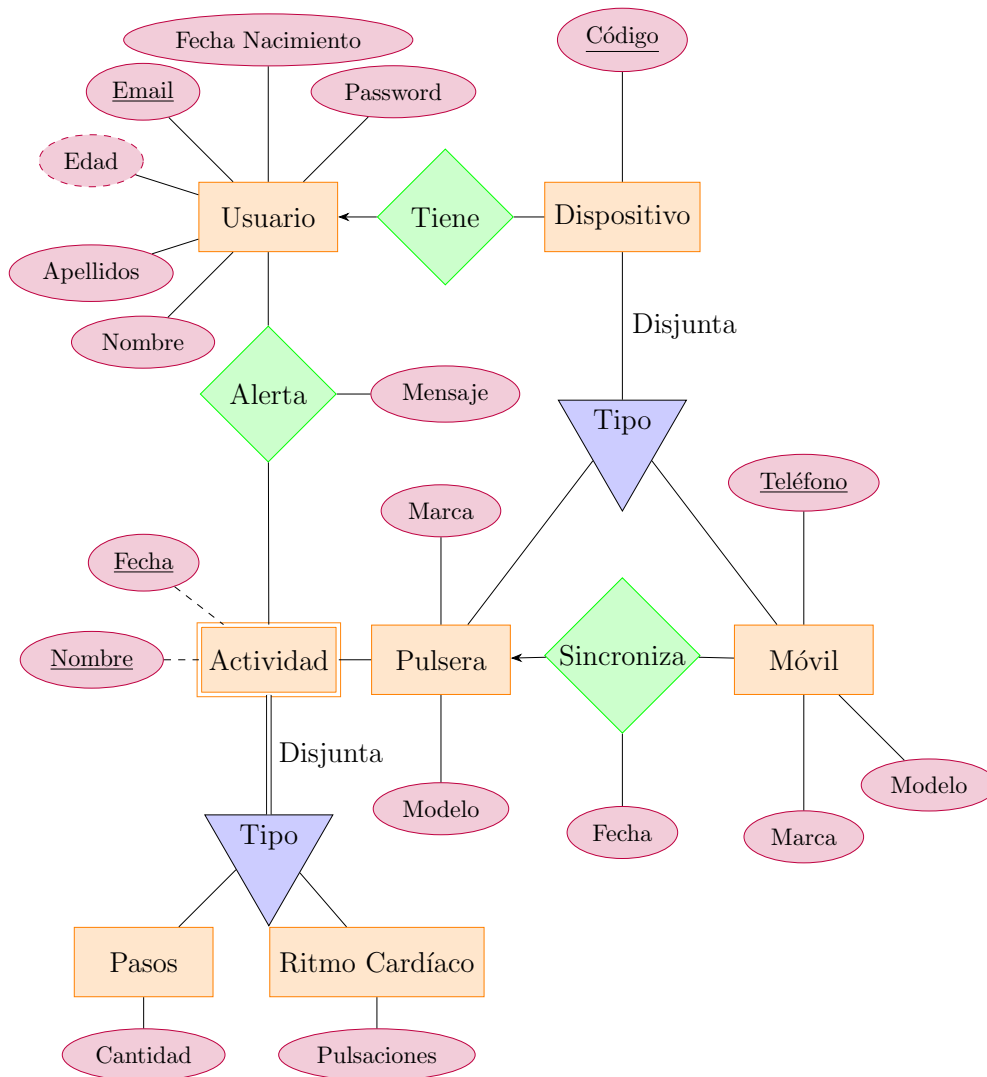 Fecha Nacimiento
Código
Email
Password
Edad
Usuario
Tiene
Dispositivo
Apellidos
Nombre
Disjunta
Alerta
Mensaje
Tipo
Teléfono
Marca
Fecha
Nombre
Actividad
Pulsera
Sincroniza
Móvil
Disjunta
Modelo
Modelo
Fecha
Marca
Tipo
Pasos
Ritmo Cardíaco
Cantidad
Pulsaciones